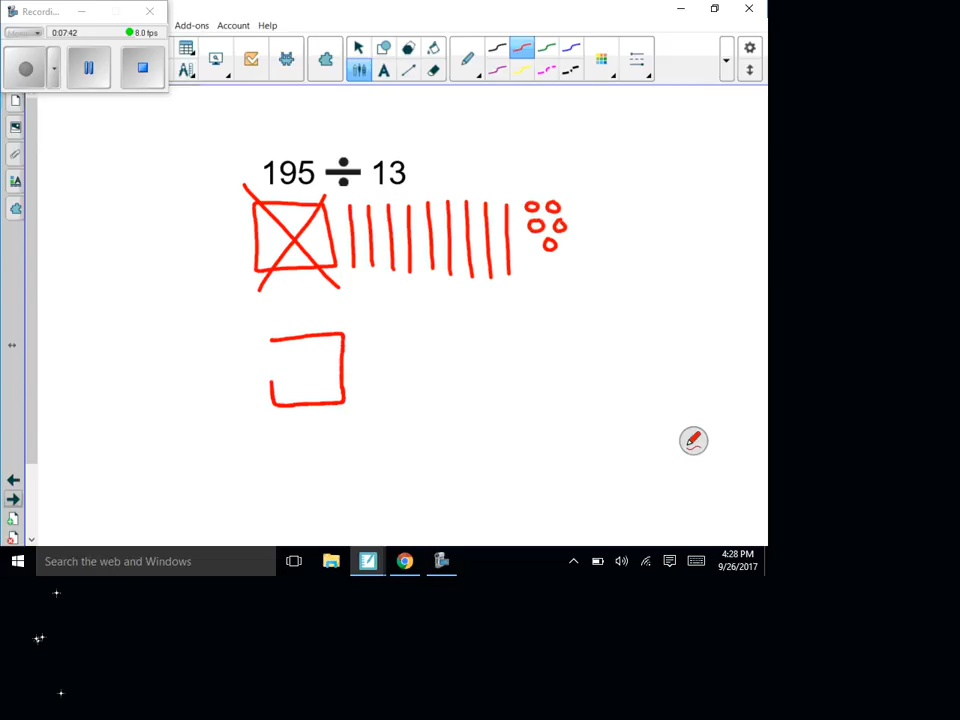 Recordi...
Menu
0:07:42
8.0 fps
Add-ons Account Help
195 ÷ 13
Search the web and Windows
4:28 PM
9/26/2017